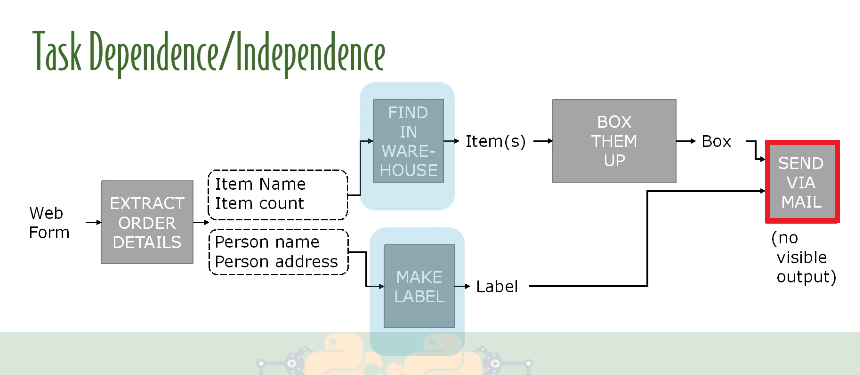 Task Dependence/Independence
Web
Form
EXTRACT
ORDER
DETAILS
Item Name
Item count
Person name
Person address
FIND
IN
WARE-
HOUSE
Item(s)
BOX
THEM
UP
Box
MAKE
LABEL
Label
SEND
VIA
MAIL
(no
visible
output)